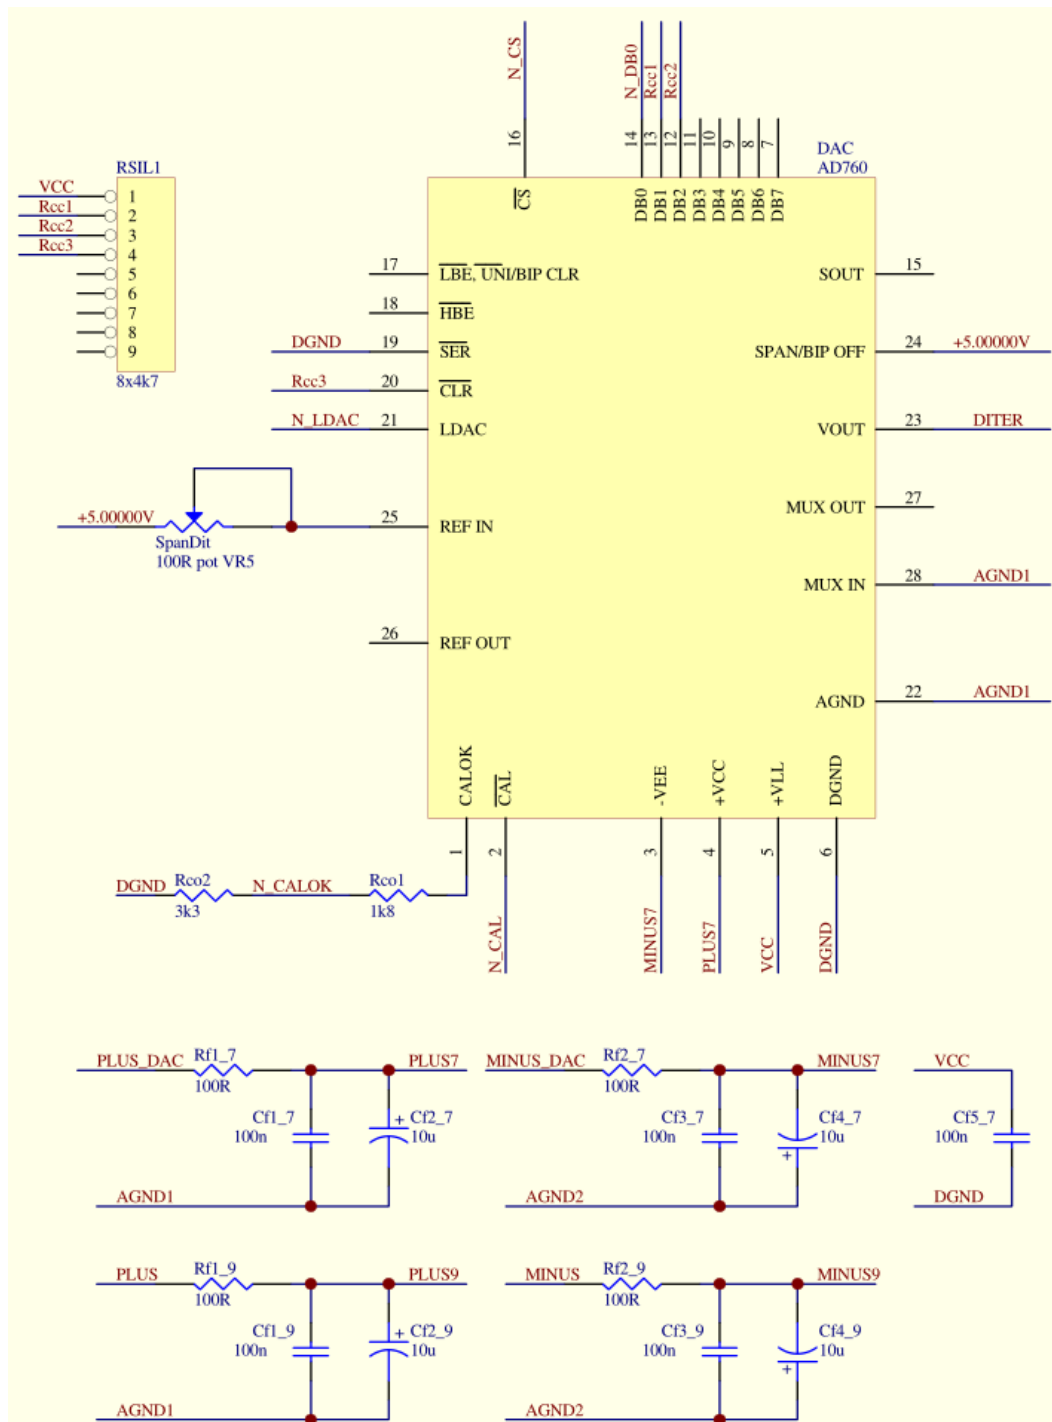 N_CS
N_DB0
Rcc1
Rcc2
16
14
13
12
11
10
9
8
7
DAC
AD760
RSIL1
VCC 1
Rcc1 2
Rcc2 3
Rcc3 4
5
6
7
8
9
8x4k7
CS
DB0
DB1
DB2
DB3
DB4
DB5
DB6
DB7
17 LBE, UNI/BIP CLR
SOUT 15
18 HBE
DGND 19 SER
SPAN/BIP OFF 24 +5.00000V
Rcc3 20 CLR
N_LDAC 21 LDAC
VOUT 23 DITER
MUX OUT 27
+5.00000V
25 REF IN
SpanDit
100R pot VR5
MUX IN 28 AGND1
26 REF OUT
AGND 22 AGND1
CALOK
CAL
-VEE
+VCC
+VLL
DGND
1
2
3
4
5
6
DGND Rco2 N_CALOK Rco1
3k3 1k8
N_CAL
MINUS7
PLUS7
VCC
DGND
PLUS_DAC Rf1_7 PLUS7
100R
MINUS_DAC Rf2_7 MINUS7
100R
VCC
Cf1_7
100n
+ Cf2_7
10u
Cf3_7
100n
Cf4_7
10u
+
Cf5_7
100n
AGND1
AGND2
DGND
PLUS Rf1_9 PLUS9
100R
MINUS Rf2_9 MINUS9
100R
Cf1_9
100n
+ Cf2_9
10u
Cf3_9
100n
Cf4_9
10u
+
AGND1
AGND2